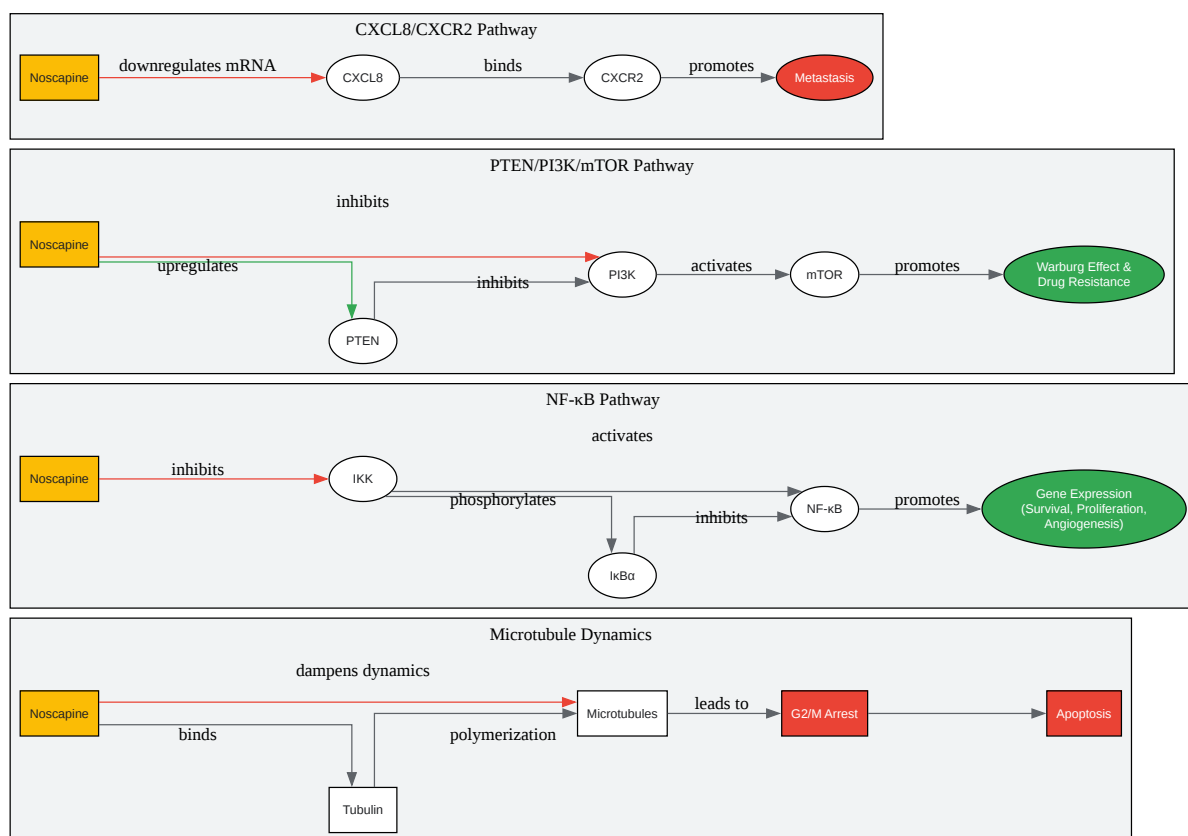 CXCL8/CXCR2 Pathway
downregulates mRNA
binds
promotes
Noscapine
CXCL8
CXCR2
Metastasis
PTEN/PI3K/mTOR Pathway
inhibits
Noscapine
upregulates
inhibits
PI3K
activates
mTOR
promotes
Warburg Effect &
Drug Resistance
PTEN
NF-κB Pathway
activates
Noscapine
inhibits
IKK
phosphorylates
inhibits
NF-κB
promotes
Gene Expression
(Survival, Proliferation,
Angiogenesis)
IκBα
Microtubule Dynamics
dampens dynamics
Noscapine
binds
polymerization
Microtubules
leads to
G2/M Arrest
Apoptosis
Tubulin